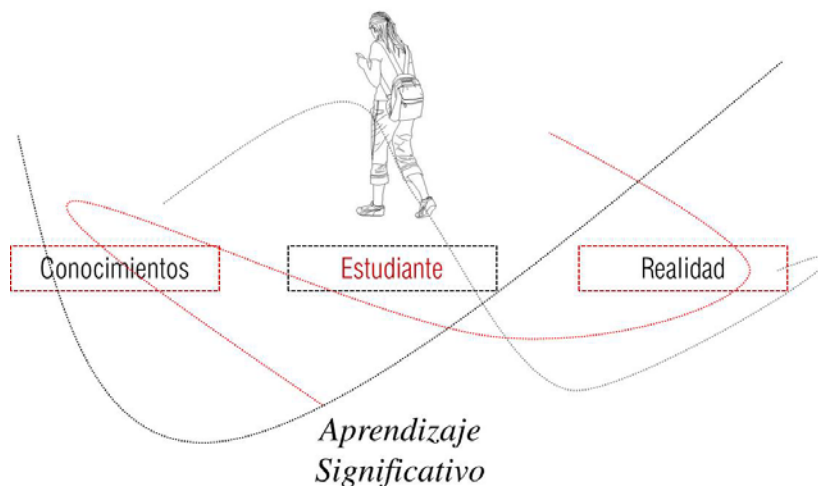 Conocimientos
Estudiante
Realidad
Aprendizaje
Significativo